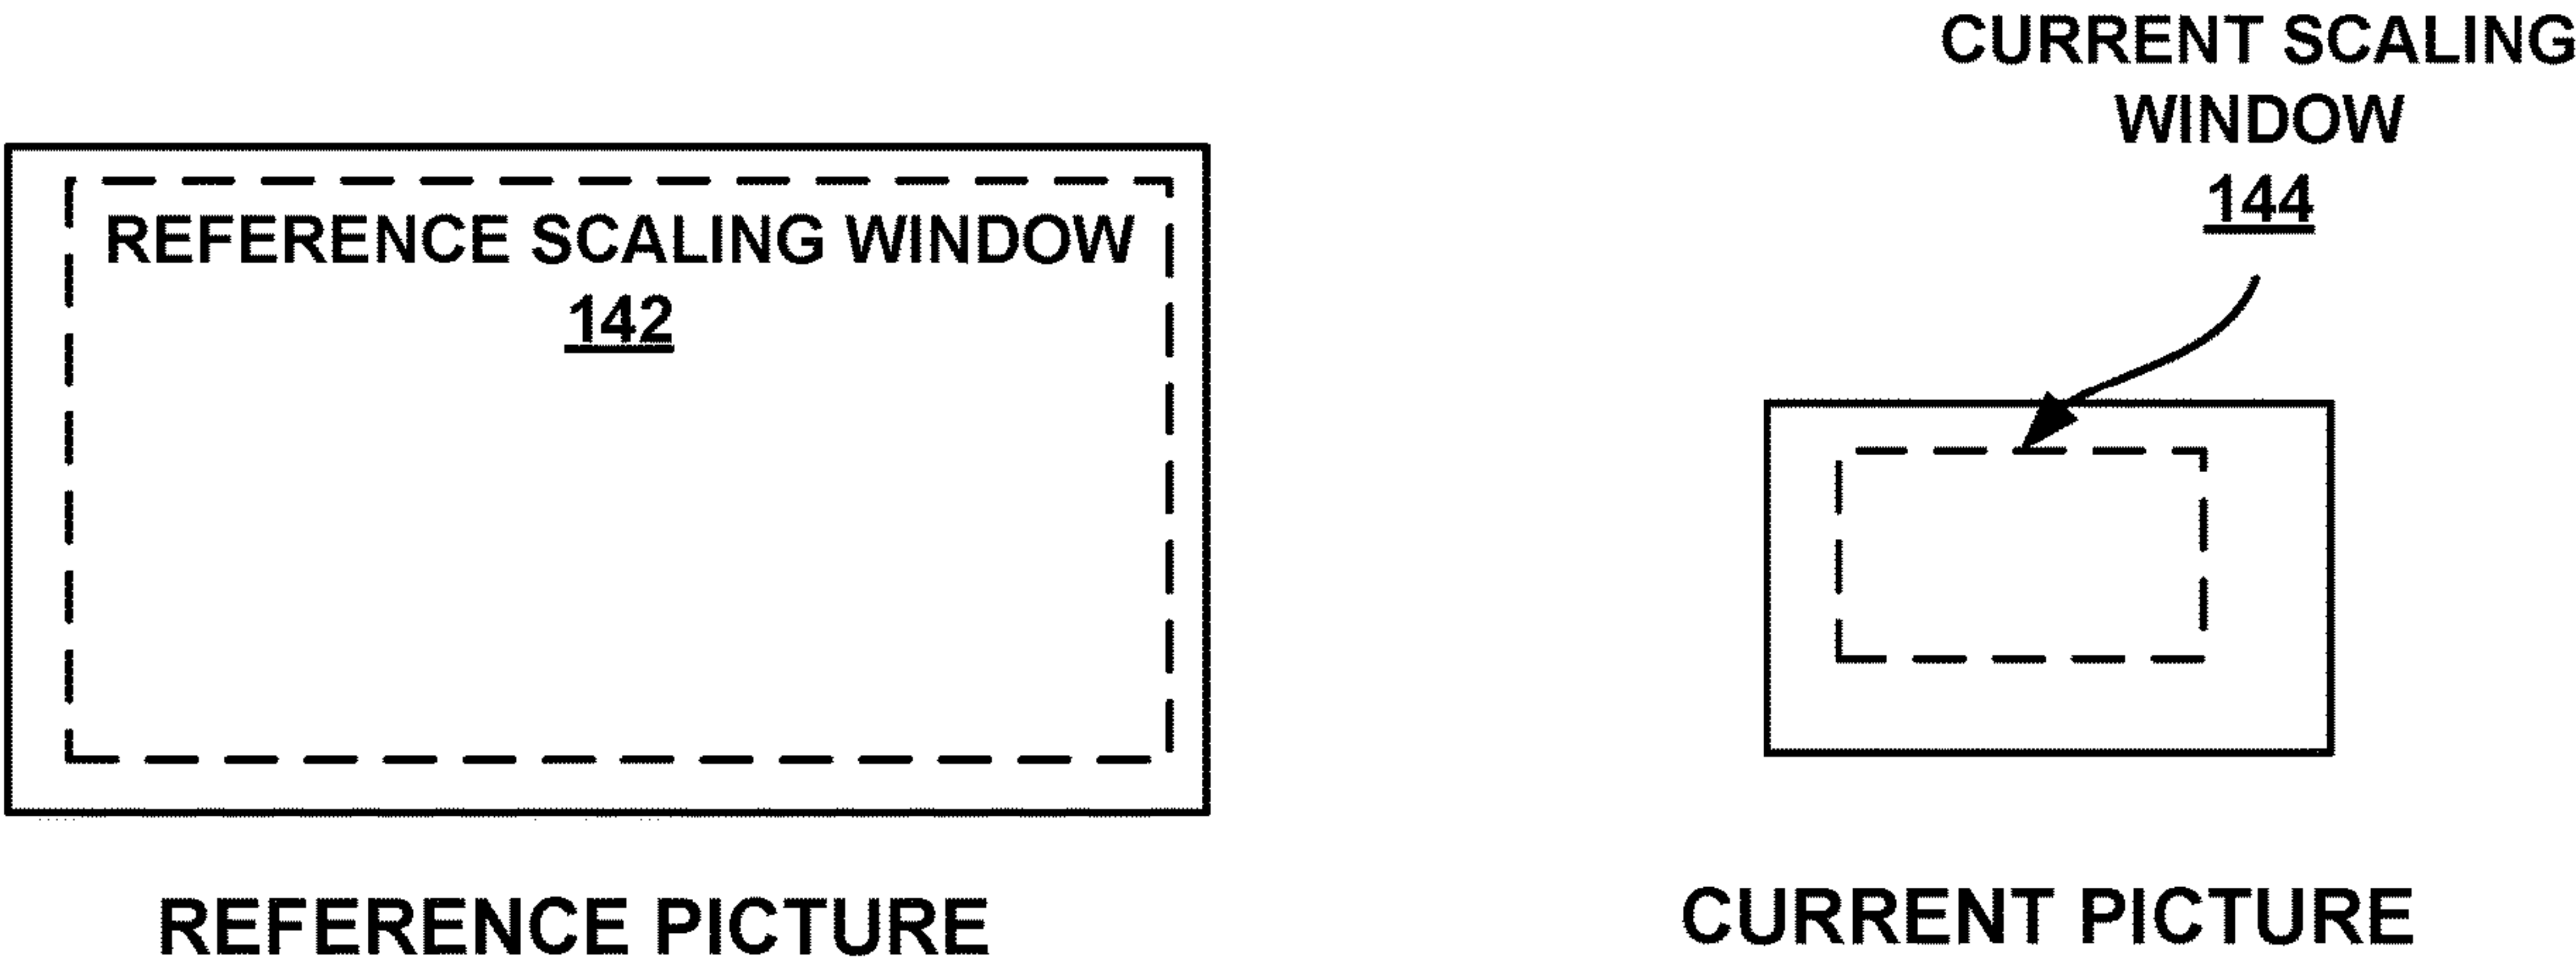 REFERENCE SCALING WINDOW
142
REFERENCE PICTURE
CURRENT SCALING
WINDOW
144
CURRENT PICTURE